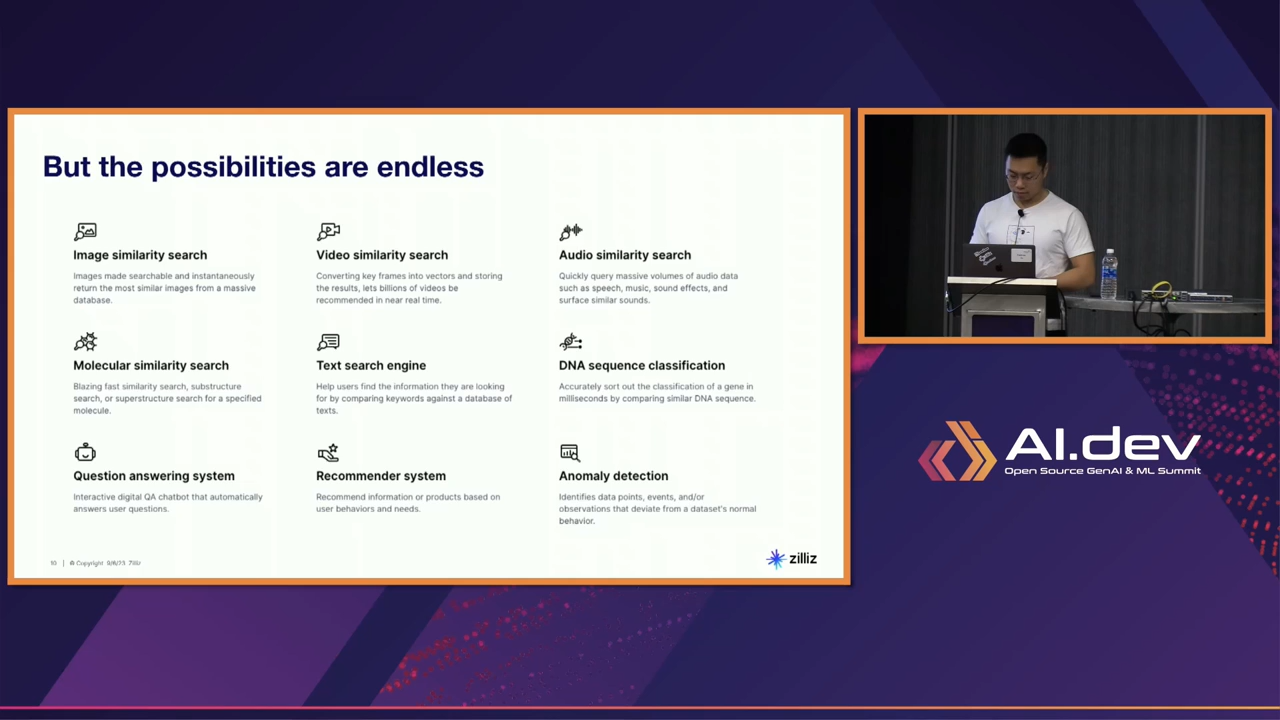 But the possibilities are endless
Image similarity search
Images made searchable and instantaneously
return the most similar images from a massive
database.
Video similarity search
Converting key frames into vectors and storing
the results, lets billions of videos be
recommended in near real time.
Audio similarity search
Quickly query massive volumes of audio data
such as speech, music, sound effects, and
surface similar sounds.
Molecular similarity search
Blazing fast similarity search, substructure
search, or superstructure search for a specified
molecule.
Text search engine
Help users find the information they are looking
for by comparing keywords against a database of
texts.
DNA sequence classification
Accurately sort out the classification of a gene in
milliseconds by comparing similar DNA sequence.
Question answering system
Interactive digital QA chatbot that automatically
answers user questions.
Recommender system
Recommend information or products based on
user behaviors and needs.
Anomaly detection
Identifies data points, events, and/or
observations that deviate from a dataset's normal
behavior.
10 | © Copyright Zilliz
zilliz
AI.dev
Open Source GenAI & ML Summit